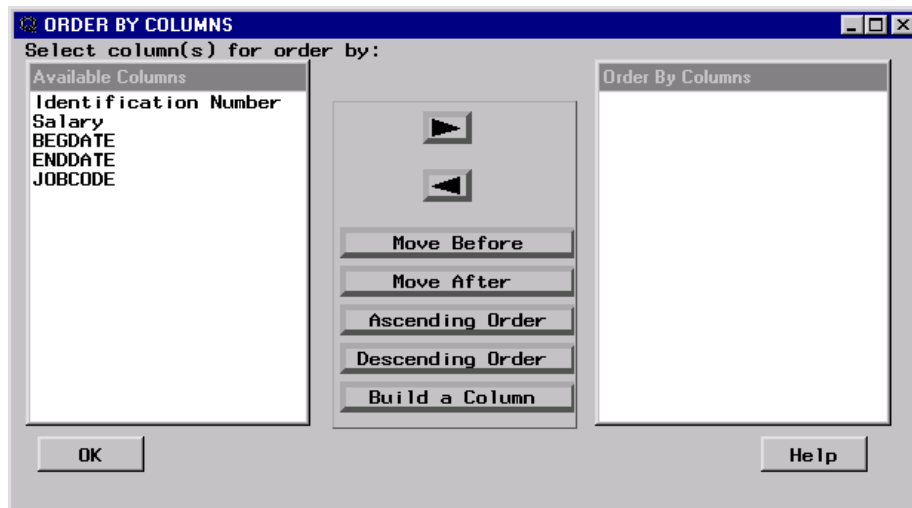 ORDER BY COLUMNS
Select column(s) for order by:
Available Columns
Identification Number
Salary
BEGDATE
ENDDATE
JOBCODE
Move Before
Move After
Ascending Order
Descending Order
Build a Column
Order By Columns
OK
Help